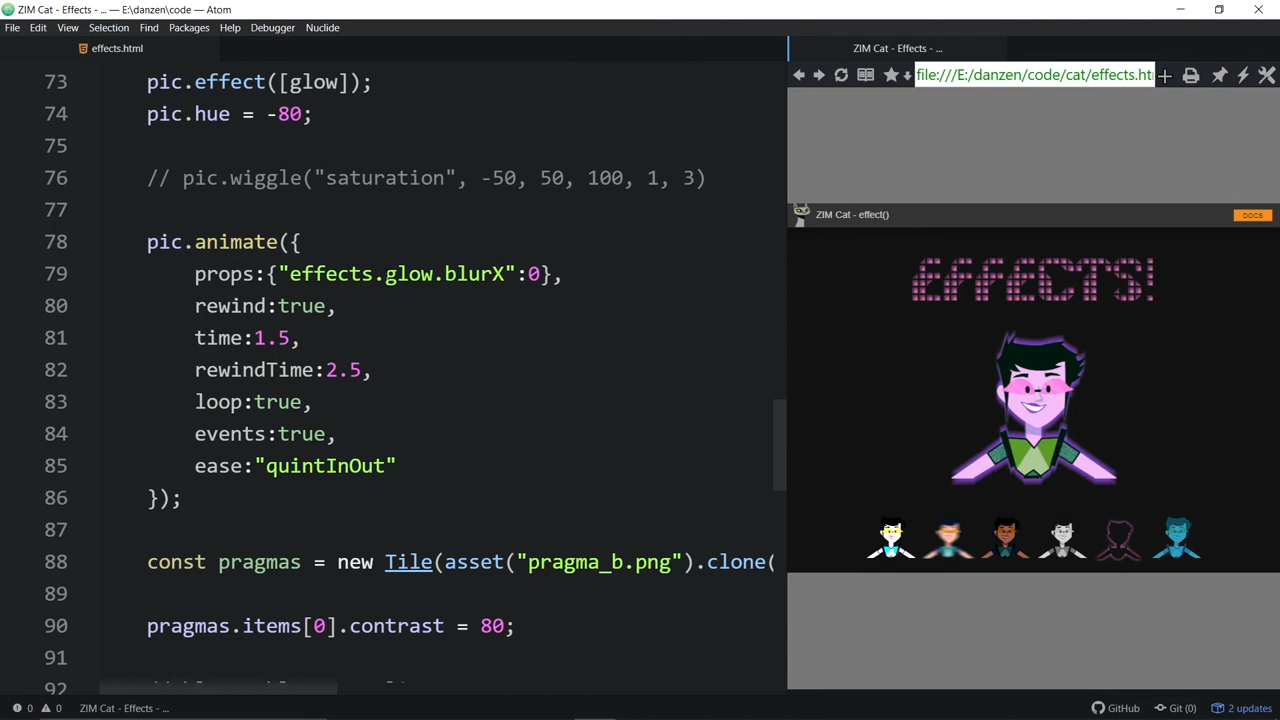 ZIM Cat - Effects - ... — E:\danzen\code — Atom
File Edit View Selection Find Packages Help Debugger Nuclide
effects.html
ZIM Cat - Effects - ...
file:///E:/danzen/code/cat/effects.ht
73 pic.effect([glow]);
74 pic.hue = -80;
75
76 // pic.wiggle("saturation", -50, 50, 100, 1, 3)
77
78 pic.animate({
79 props:{"effects.glow.blurX":0},
80 rewind:true,
81 time:1.5,
82 rewindTime:2.5,
83 loop:true,
84 events:true,
85 ease:"quintInOut"
86 });
87
88 const pragmas = new Tile(asset("pragma_b.png").clone(
89
90 pragmas.items[0].contrast = 80;
91
92
ZIM Cat - effect()
DOCS
EFFECTS!
0 0 ZIM Cat - Effects - ...
GitHub Git (0) 2 updates